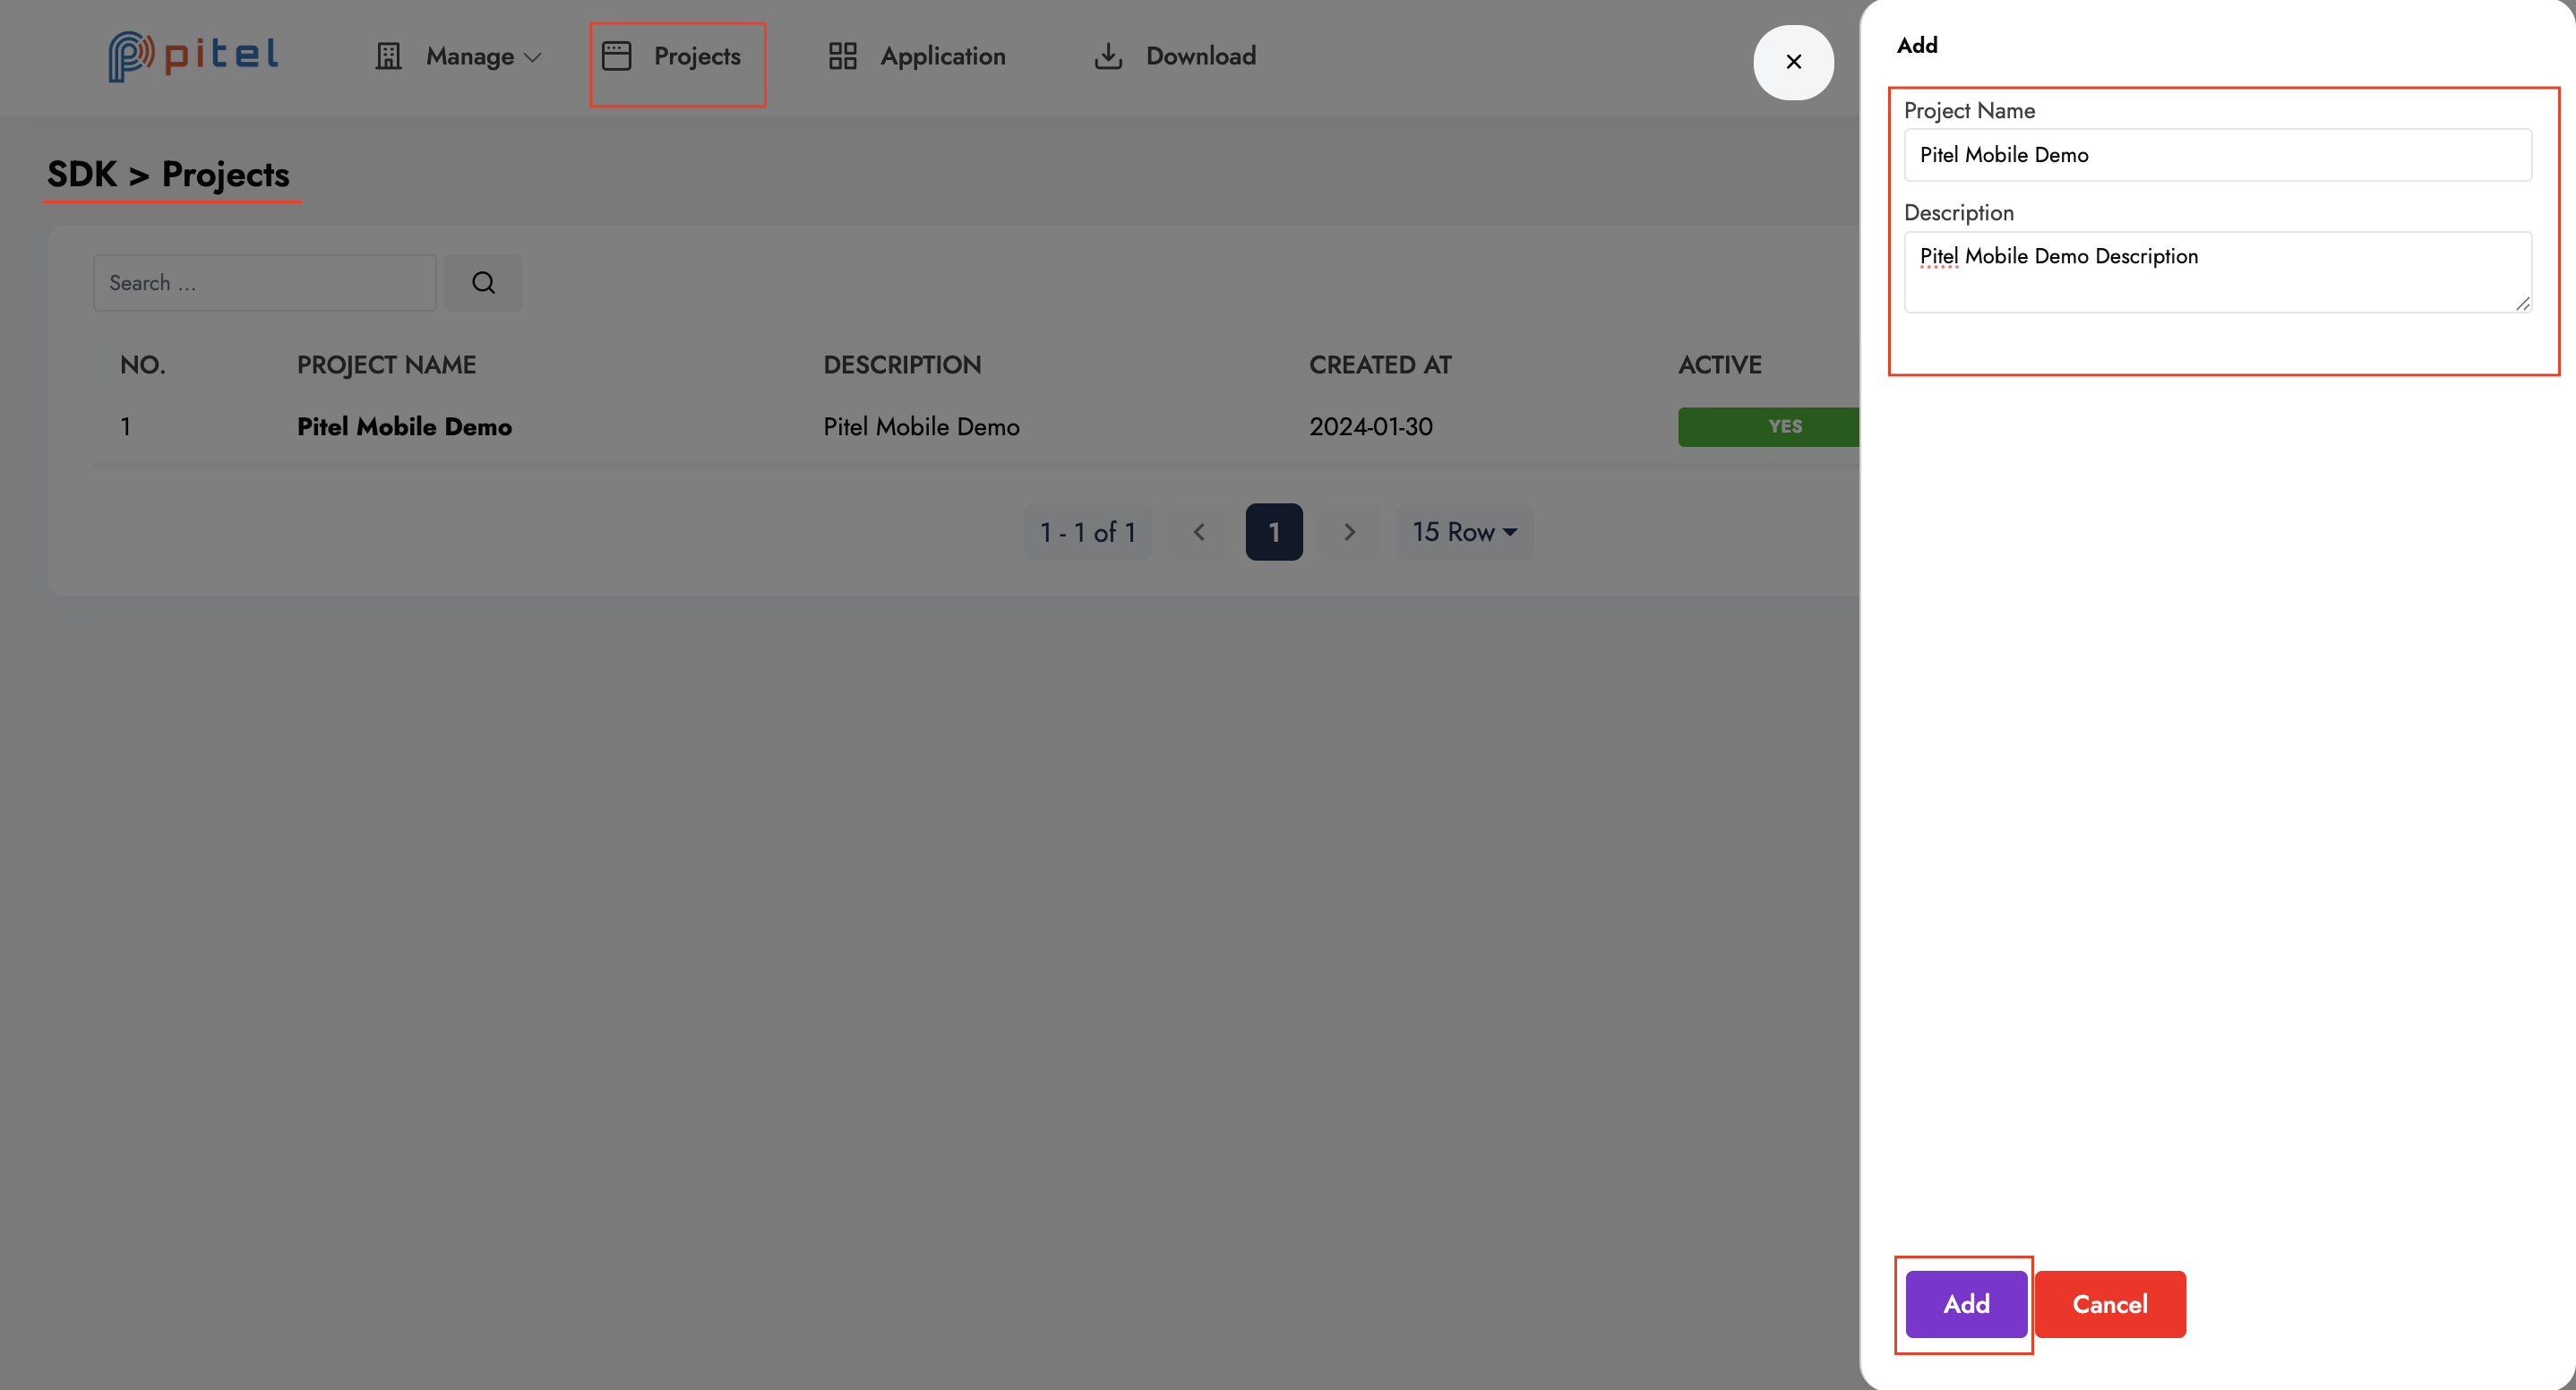 pitel
Manage
Projects
Application
Download
SDK > Projects
Search ...
NO. PROJECT NAME DESCRIPTION CREATED AT ACTIVE
1 Pitel Mobile Demo Pitel Mobile Demo 2024-01-30 YES
1 - 1 of 1
1
15 Row
Add
Project Name
Pitel Mobile Demo
Description
Pitel Mobile Demo Description
Add
Cancel